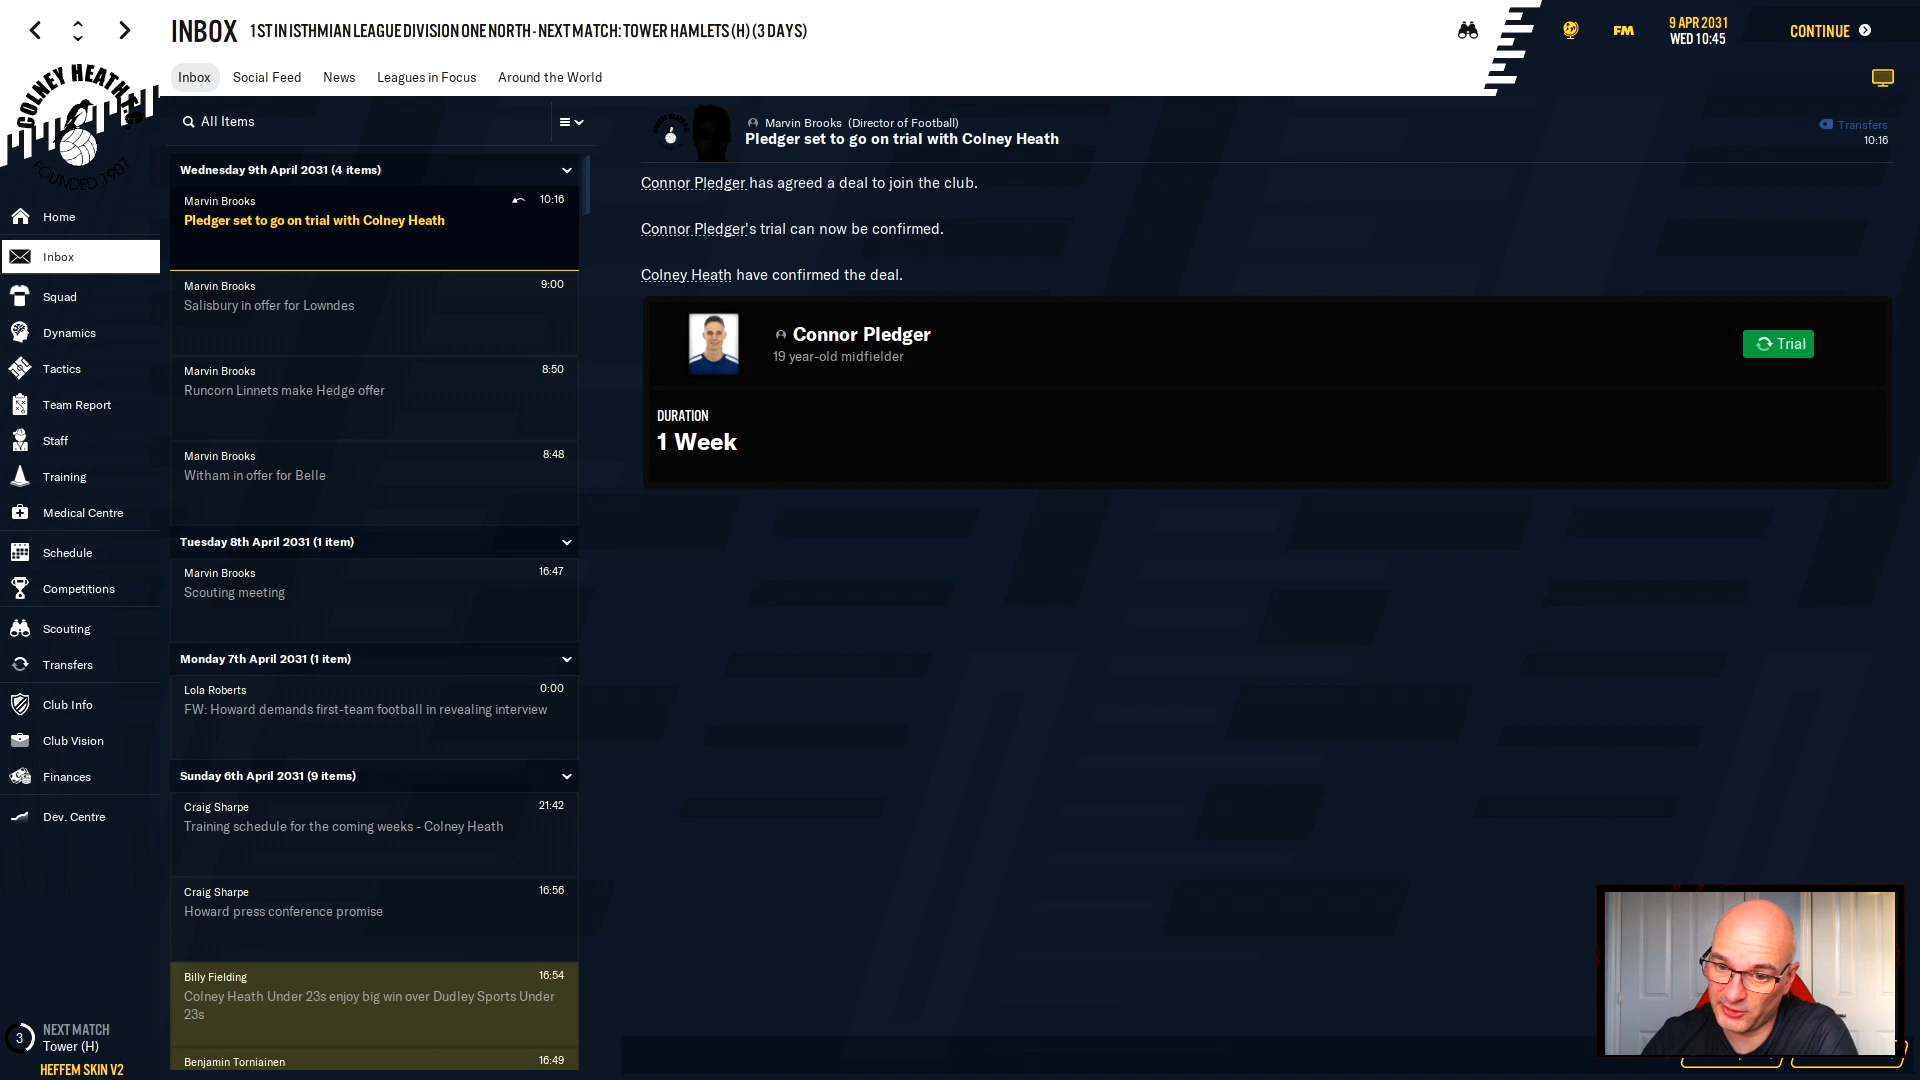 INBOX
1ST IN ISTHMIAN LEAGUE DIVISION ONE NORTH - NEXT MATCH: TOWER HAMLETS (H) (3 DAYS)
FM
9 APR 2031
WED 10:45
CONTINUE
Inbox
Social Feed
News
Leagues in Focus
Around the World
COLNEY HEATH F.C.
FOUNDED 1907
Home
Inbox
Squad
Dynamics
Tactics
Team Report
Staff
Training
Medical Centre
Schedule
Competitions
Scouting
Transfers
Club Info
Club Vision
Finances
Dev. Centre
3
NEXT MATCH
Tower (H)
HEFFEM SKIN V2
All Items
Wednesday 9th April 2031 (4 items)
Marvin Brooks 10:16
Pledger set to go on trial with Colney Heath
Marvin Brooks 9:00
Salisbury in offer for Lowndes
Marvin Brooks 8:50
Runcorn Linnets make Hedge offer
Marvin Brooks 8:48
Witham in offer for Belle
Tuesday 8th April 2031 (1 item)
Marvin Brooks 16:47
Scouting meeting
Monday 7th April 2031 (1 item)
Lola Roberts 0:00
FW: Howard demands first-team football in revealing interview
Sunday 6th April 2031 (9 items)
Craig Sharpe 21:42
Training schedule for the coming weeks - Colney Heath
Craig Sharpe 16:56
Howard press conference promise
Billy Fielding 16:54
Colney Heath Under 23s enjoy big win over Dudley Sports Under
23s
Benjamin Torniainen 16:49
Marvin Brooks (Director of Football)
Pledger set to go on trial with Colney Heath
Transfers
10:16
Connor Pledger has agreed a deal to join the club.
Connor Pledger's trial can now be confirmed.
Colney Heath have confirmed the deal.
Connor Pledger
19 year-old midfielder
Trial
DURATION
1 Week